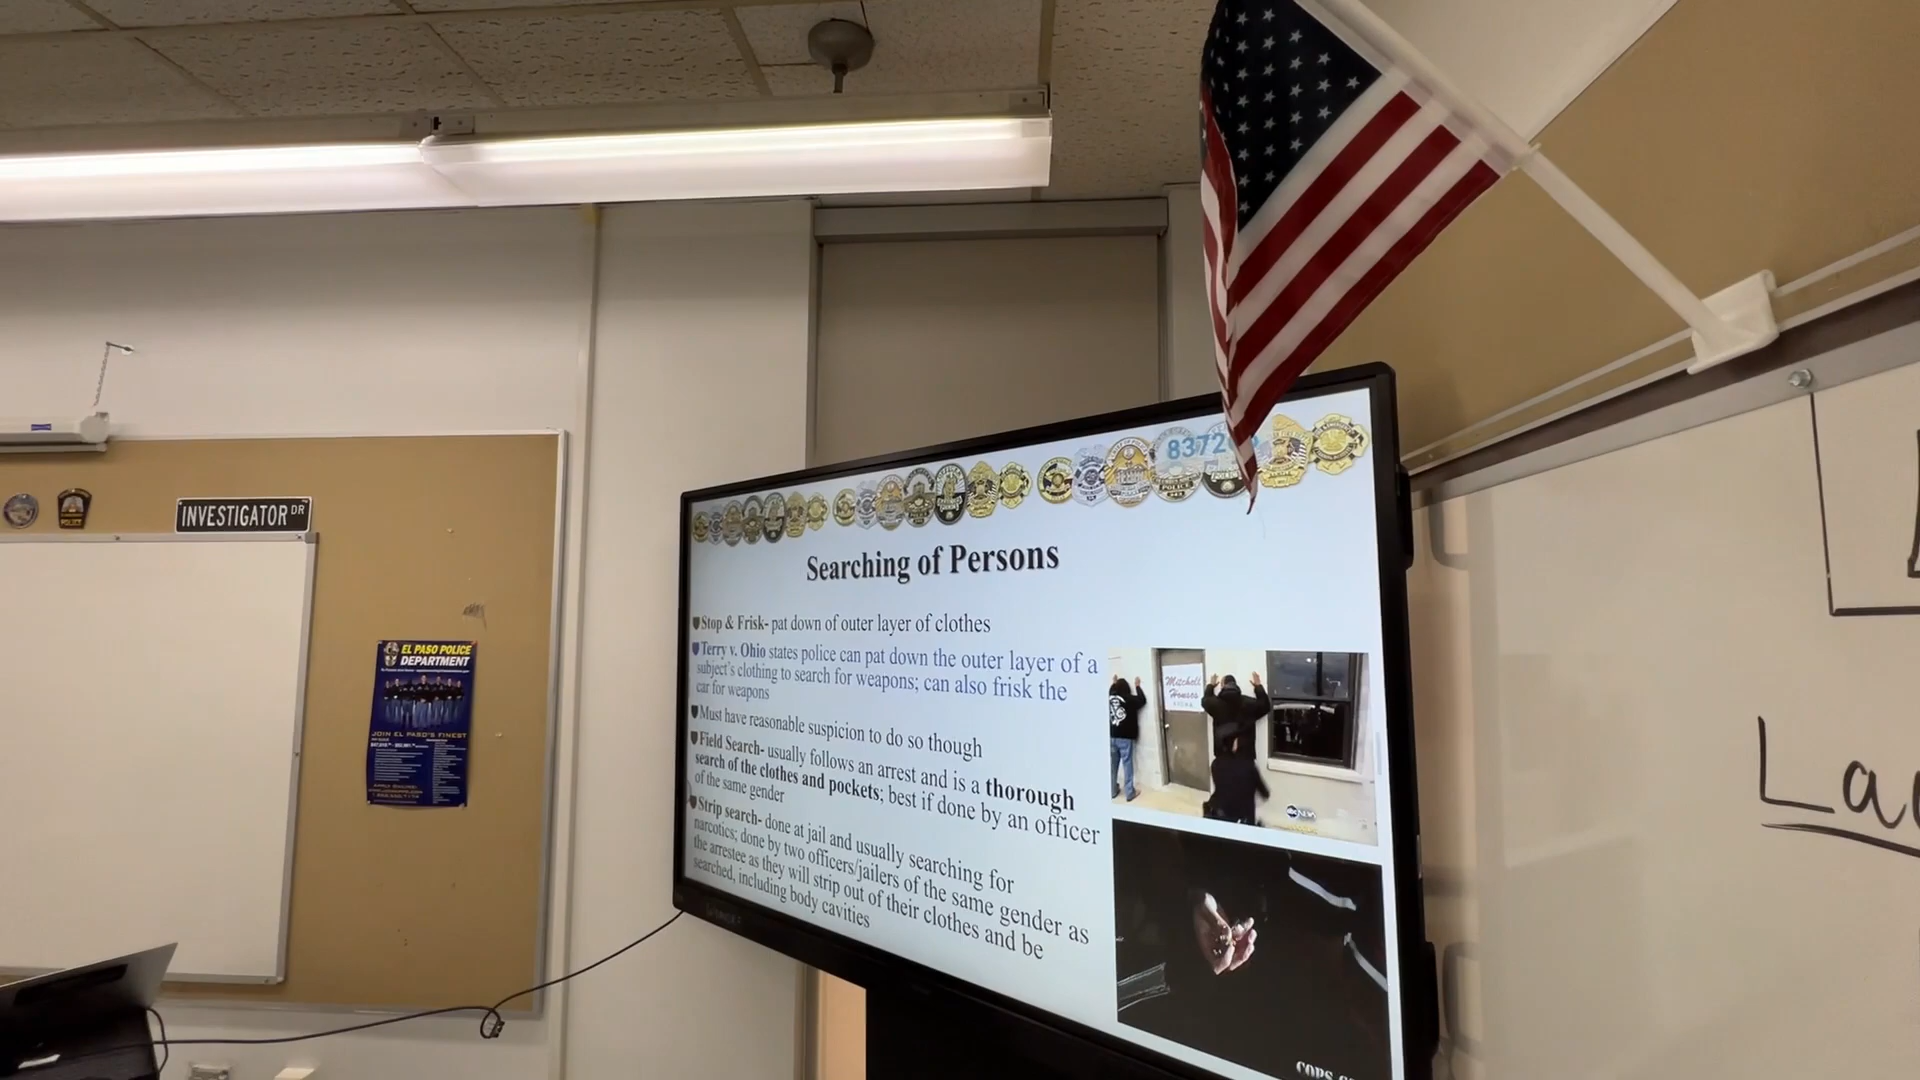 INVESTIGATOR DR
EL PASO POLICE
DEPARTMENT
JOIN EL PASO'S FINEST
8372
Searching of Persons
Stop & Frisk- pat down of outer layer of clothes
Terry v. Ohio states police can pat down the outer layer of a
subject's clothing to search for weapons; can also frisk the
car for weapons
Must have reasonable suspicion to do so though
Field Search- usually follows an arrest and is a thorough
search of the clothes and pockets; best if done by an officer
of the same gender
Strip search- done at jail and usually searching for
narcotics; done by two officers/jailers of the same gender as
the arrestee as they will strip out of their clothes and be
searched, including body cavities
Mitchell
Houses
abc NEWS
COPS
La